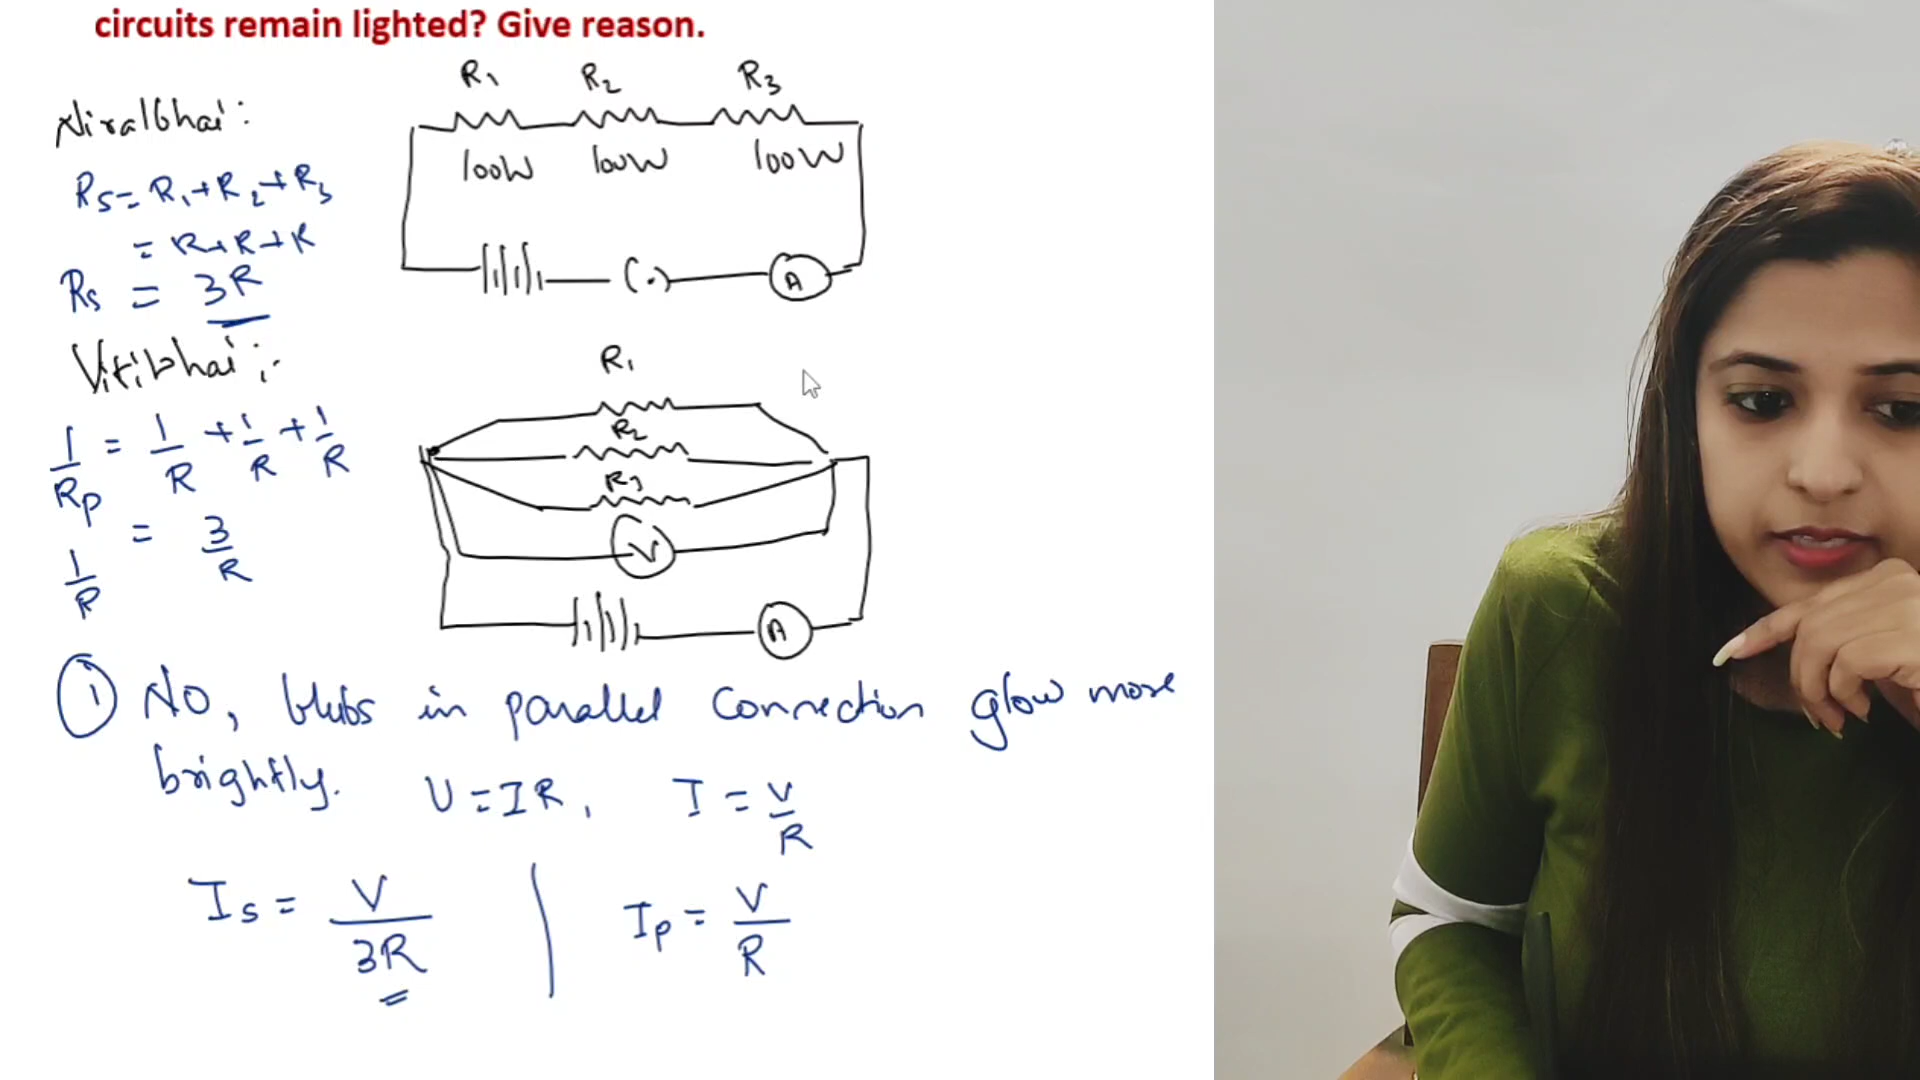 circuits remain lighted? Give reason.
R₁ R₂ R₃
Niralbhai:
100W 100W 100W
Rs = R₁ + R₂ + R₃
= R + R + R
Rs = 3R
A
Vitibhai:-
R₁
1/Rp = 1/R + 1/R + 1/R
R₂
R₃
V
1/R = 3/R
A
① No, blubs in parallel connection glow more
brightly. V = IR, I = V/R
Is = V/3R | Ip = V/R